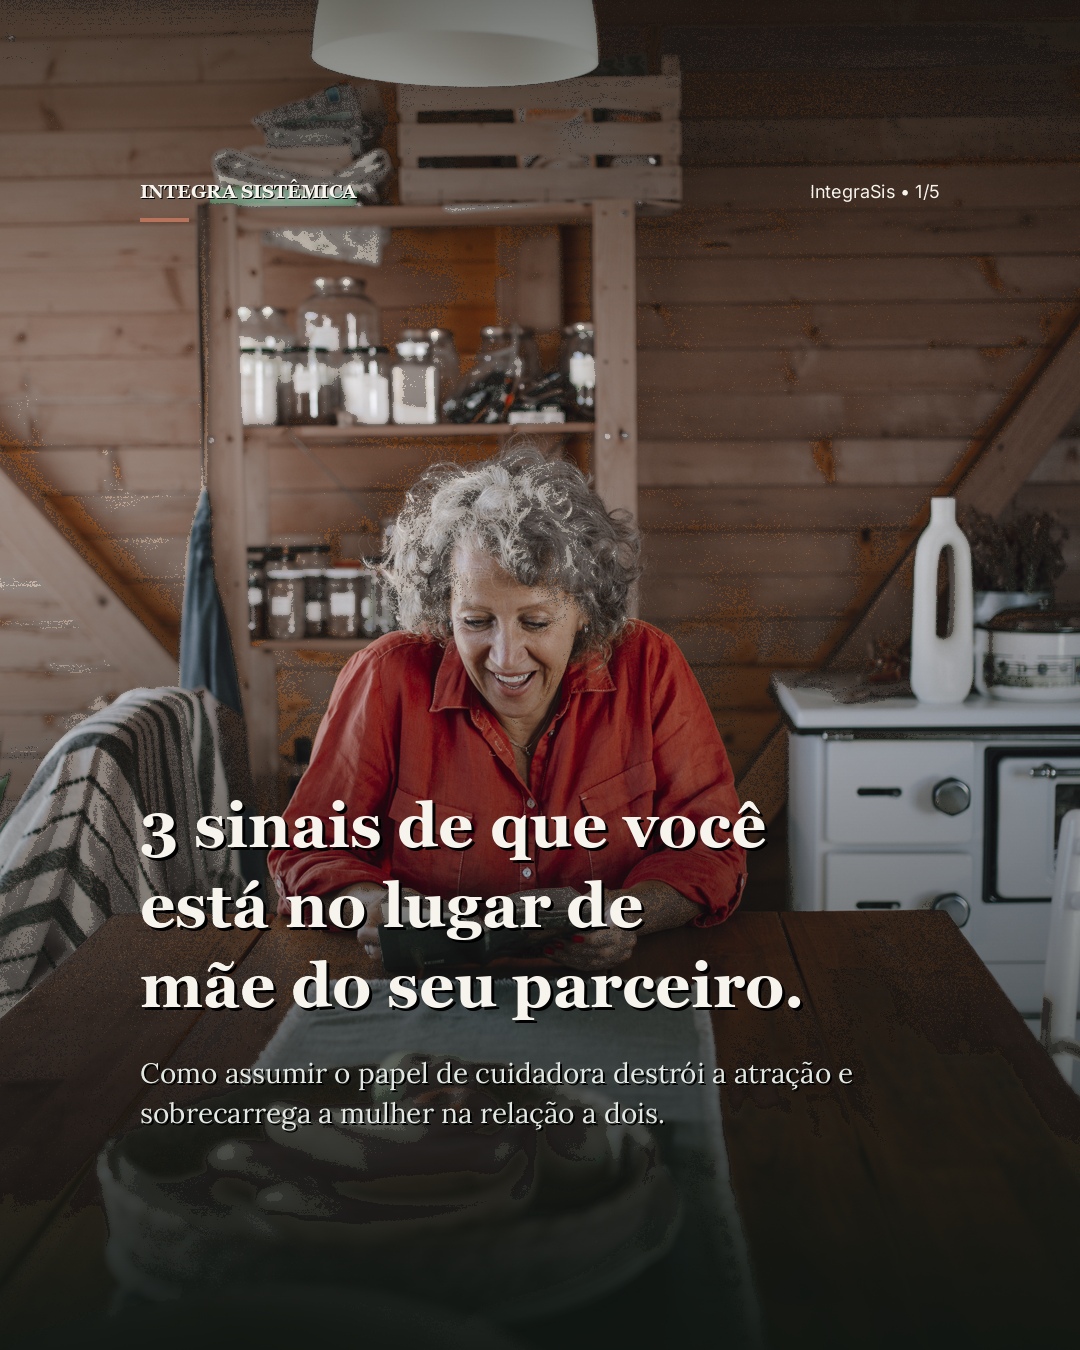 INTEGRA SISTÊMICA
IntegraSis • 1/5
3 sinais de que você
está no lugar de
mãe do seu parceiro.
Como assumir o papel de cuidadora destrói a atração e
sobrecarrega a mulher na relação a dois.